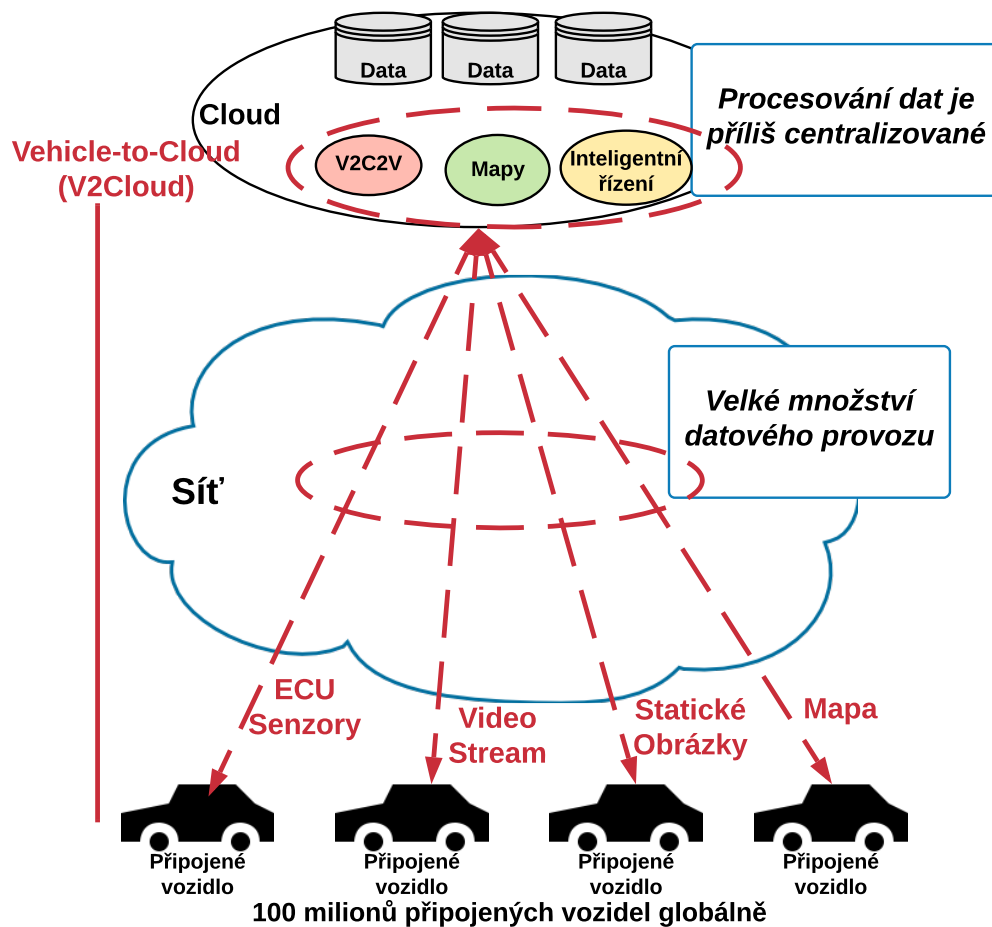 Data
Data
Data
Cloud
Procesování dat je
příliš centralizované
Vehicle-to-Cloud
(V2Cloud)
V2C2V
Mapy
Inteligentní
řízení
Velké množství
datového provozu
Síť
ECU
Senzory
Video
Stream
Statické
Obrázky
Mapa
Připojené
vozidlo
Připojené
vozidlo
Připojené
vozidlo
Připojené
vozidlo
100 milionů připojených vozidel globálně